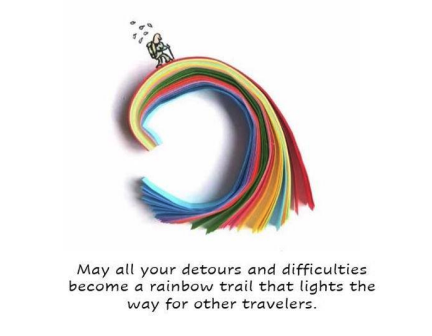 May all your detours and difficulties
become a rainbow trail that lights the
way for other travelers.